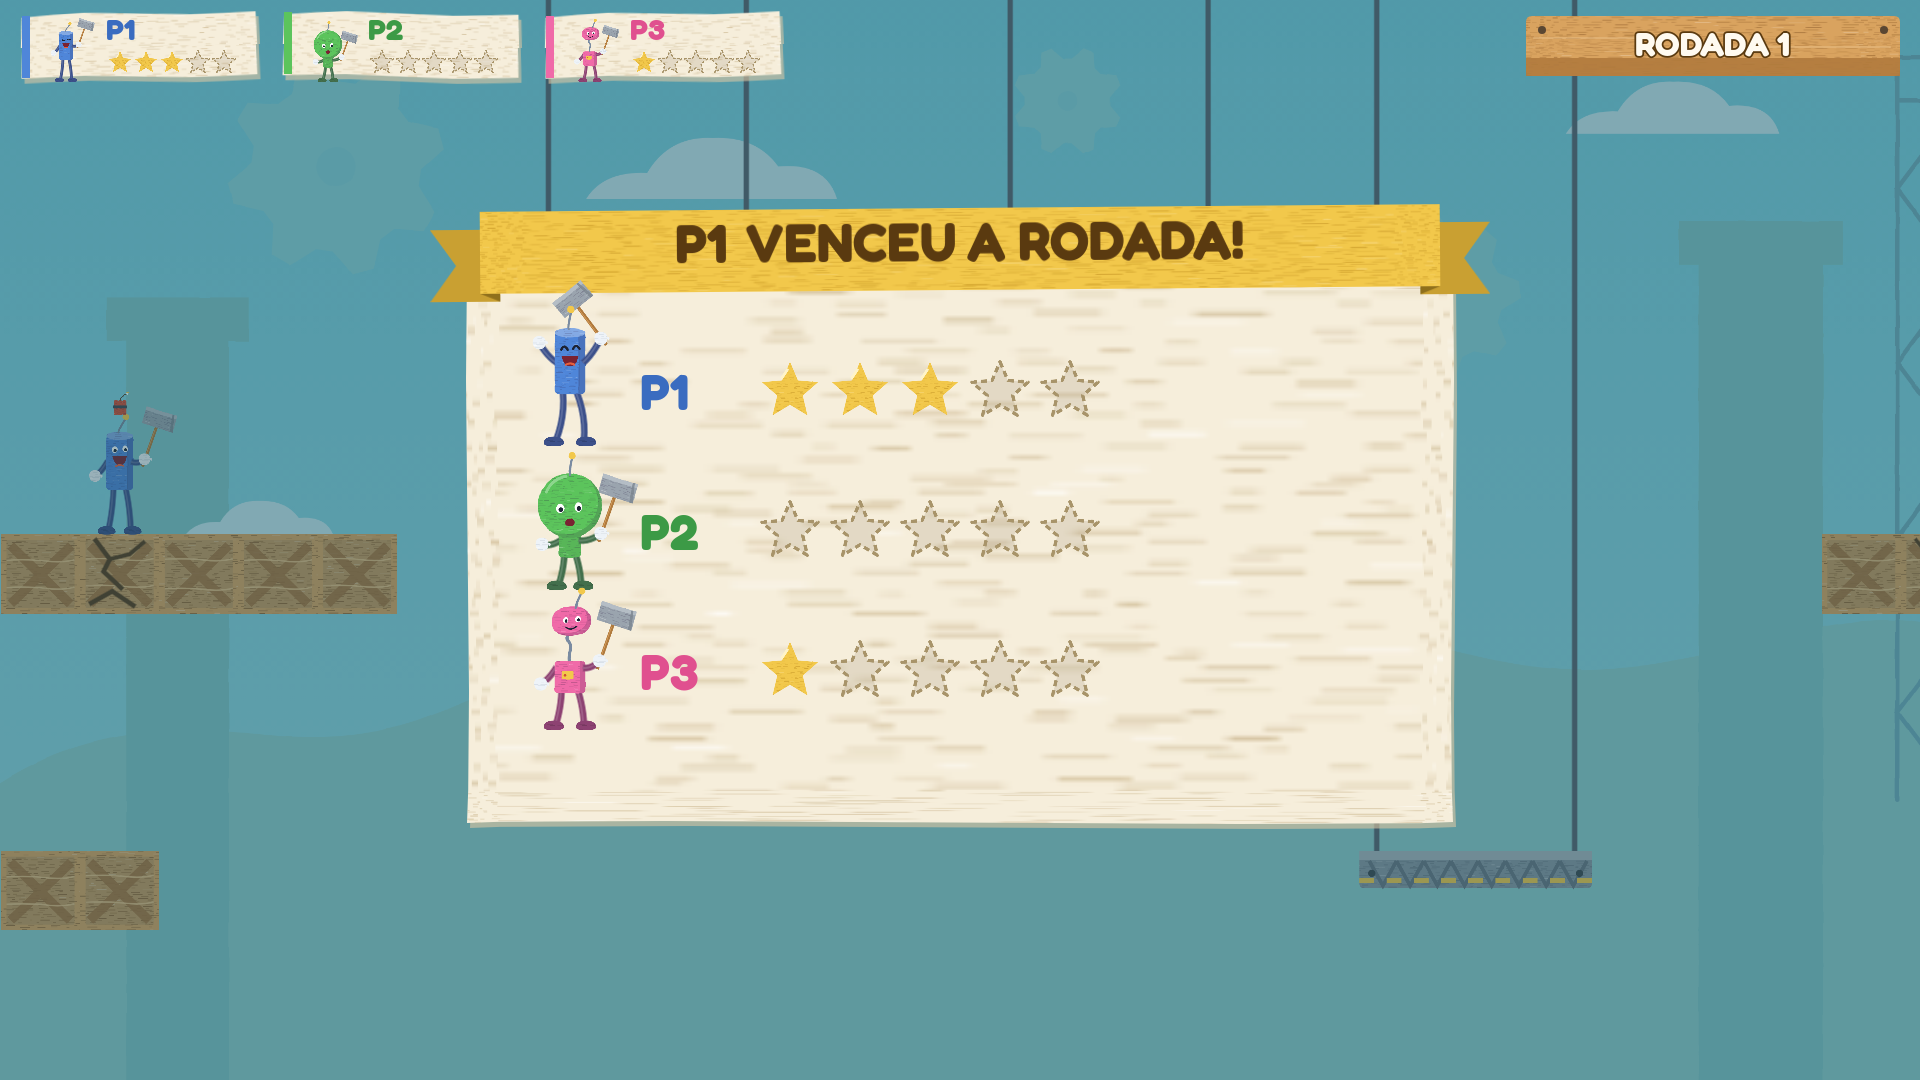 P1
P2
P3
RODADA 1
P1 VENCEU A RODADA!
P1
P2
P3